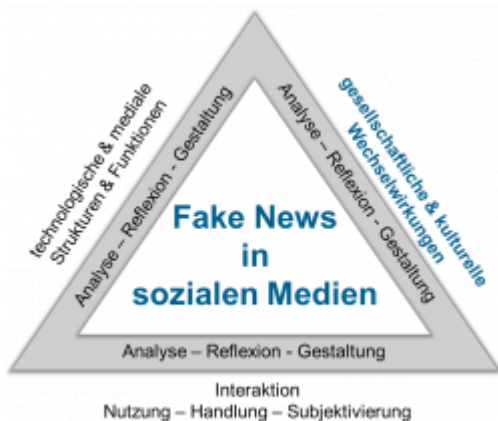 technologische & mediale
Strukturen & Funktionen
Analyse – Reflexion - Gestaltung
gesellschaftliche & kulturelle
Wechselwirkungen
Analyse – Reflexion - Gestaltung
Fake News
in
sozialen Medien
Analyse – Reflexion - Gestaltung
Interaktion
Nutzung – Handlung – Subjektivierung